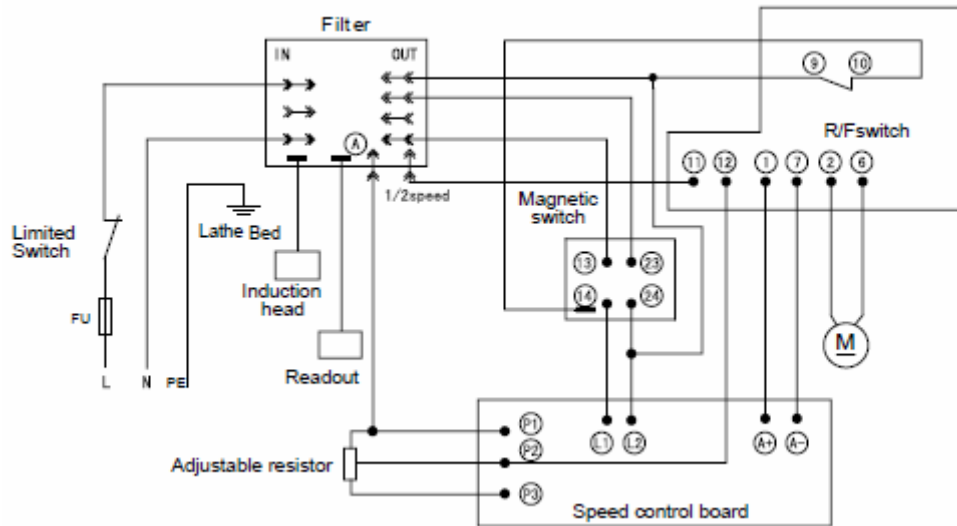 Filter
IN
OUT
A
1/2speed
9
10
R/Fswitch
11
12
1
7
2
6
Magnetic
switch
Lathe Bed
Limited
Switch
Induction
head
13
23
14
24
FU
M
Readout
L
N
PE
P1
P2
P3
L1
L2
A+
A-
Adjustable resistor
Speed control board